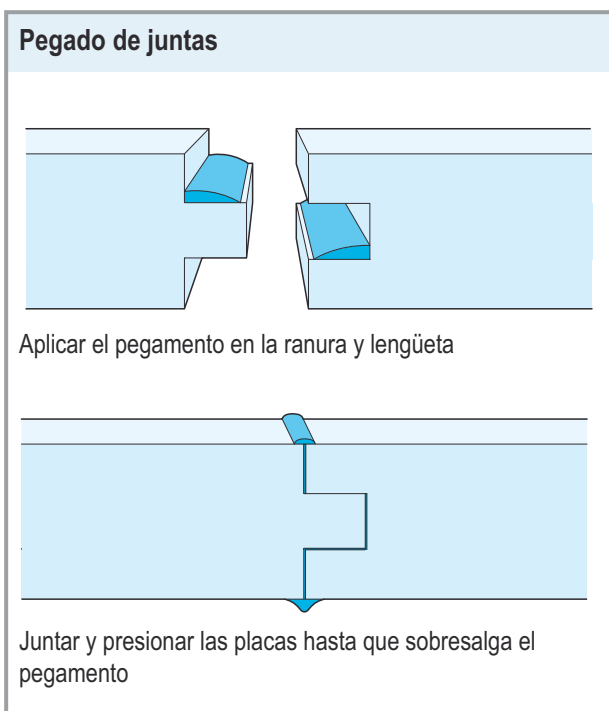 Pegado de juntas
Aplicar el pegamento en la ranura y lengüeta
Juntar y presionar las placas hasta que sobresalga el
pegamento